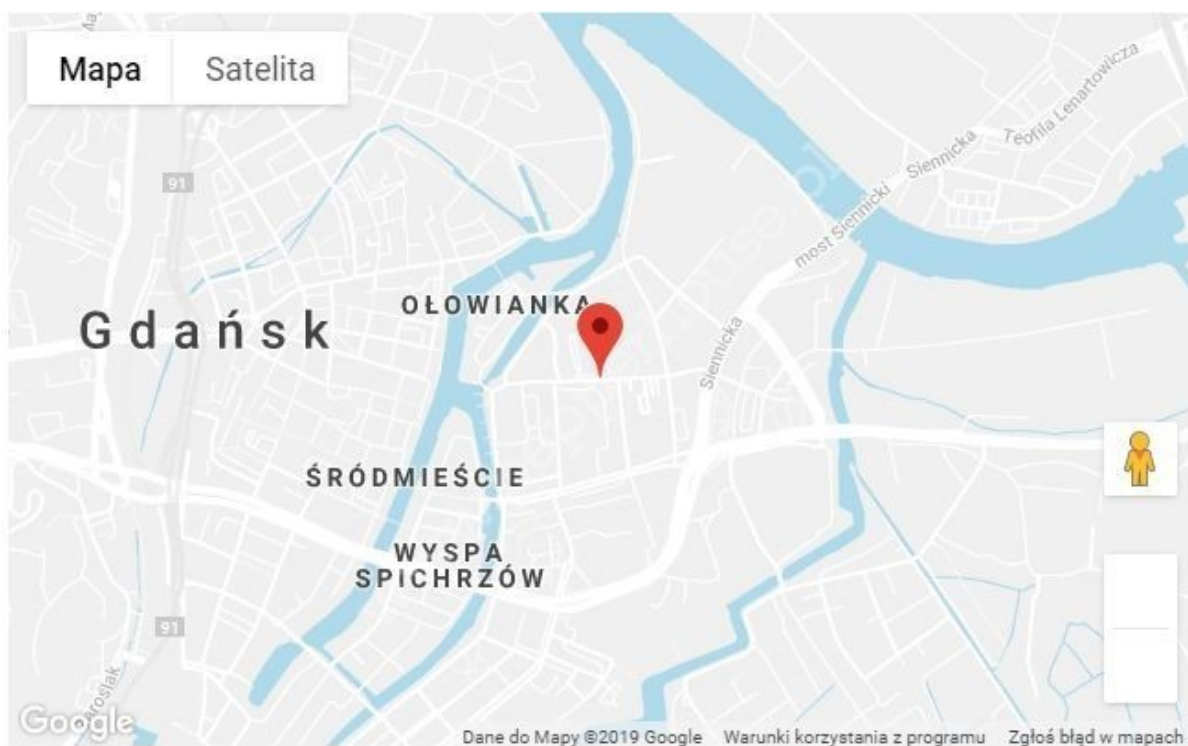 Mapa
Satelita
Teofila Lenartowicza
Siennicka
91
most Siennicki
OŁOWIANKA
Gdańsk
Siennicka
ŚRÓDMIEŚCIE
WYSPA
SPICHRZÓW
91
Google
Dane do Mapy ©2019 Google
Warunki korzystania z programu
Zgłoś błąd w mapach